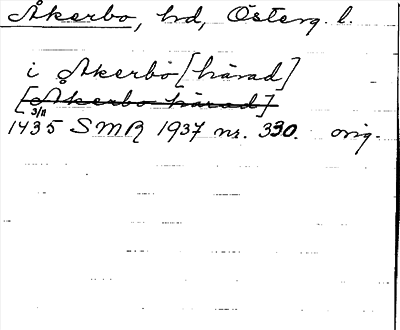 Åkerbo, hd, Österg. l.
i Åkerbo [härad]
[Åkerbo härad]
3/11
1435 SMR 1937 nr. 330. orig.